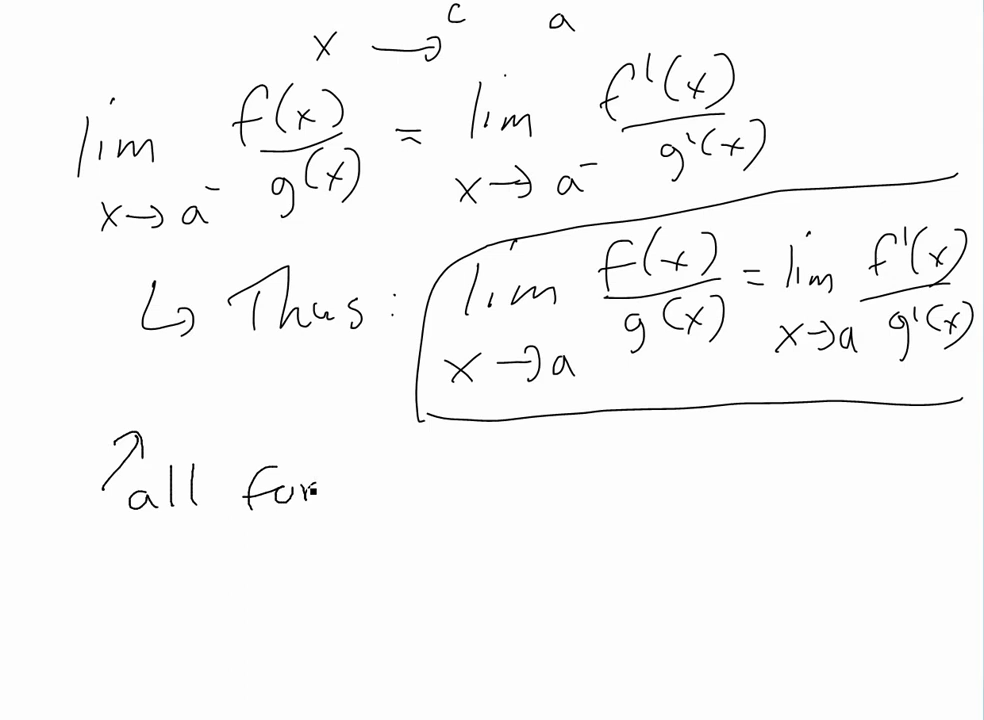 x → c a
lim x→a⁻ f(x)/g(x) = lim x→a⁻ f'(x)/g'(x)
↳ Thus: lim x→a f(x)/g(x) = lim x→a f'(x)/g'(x)
↗ all for